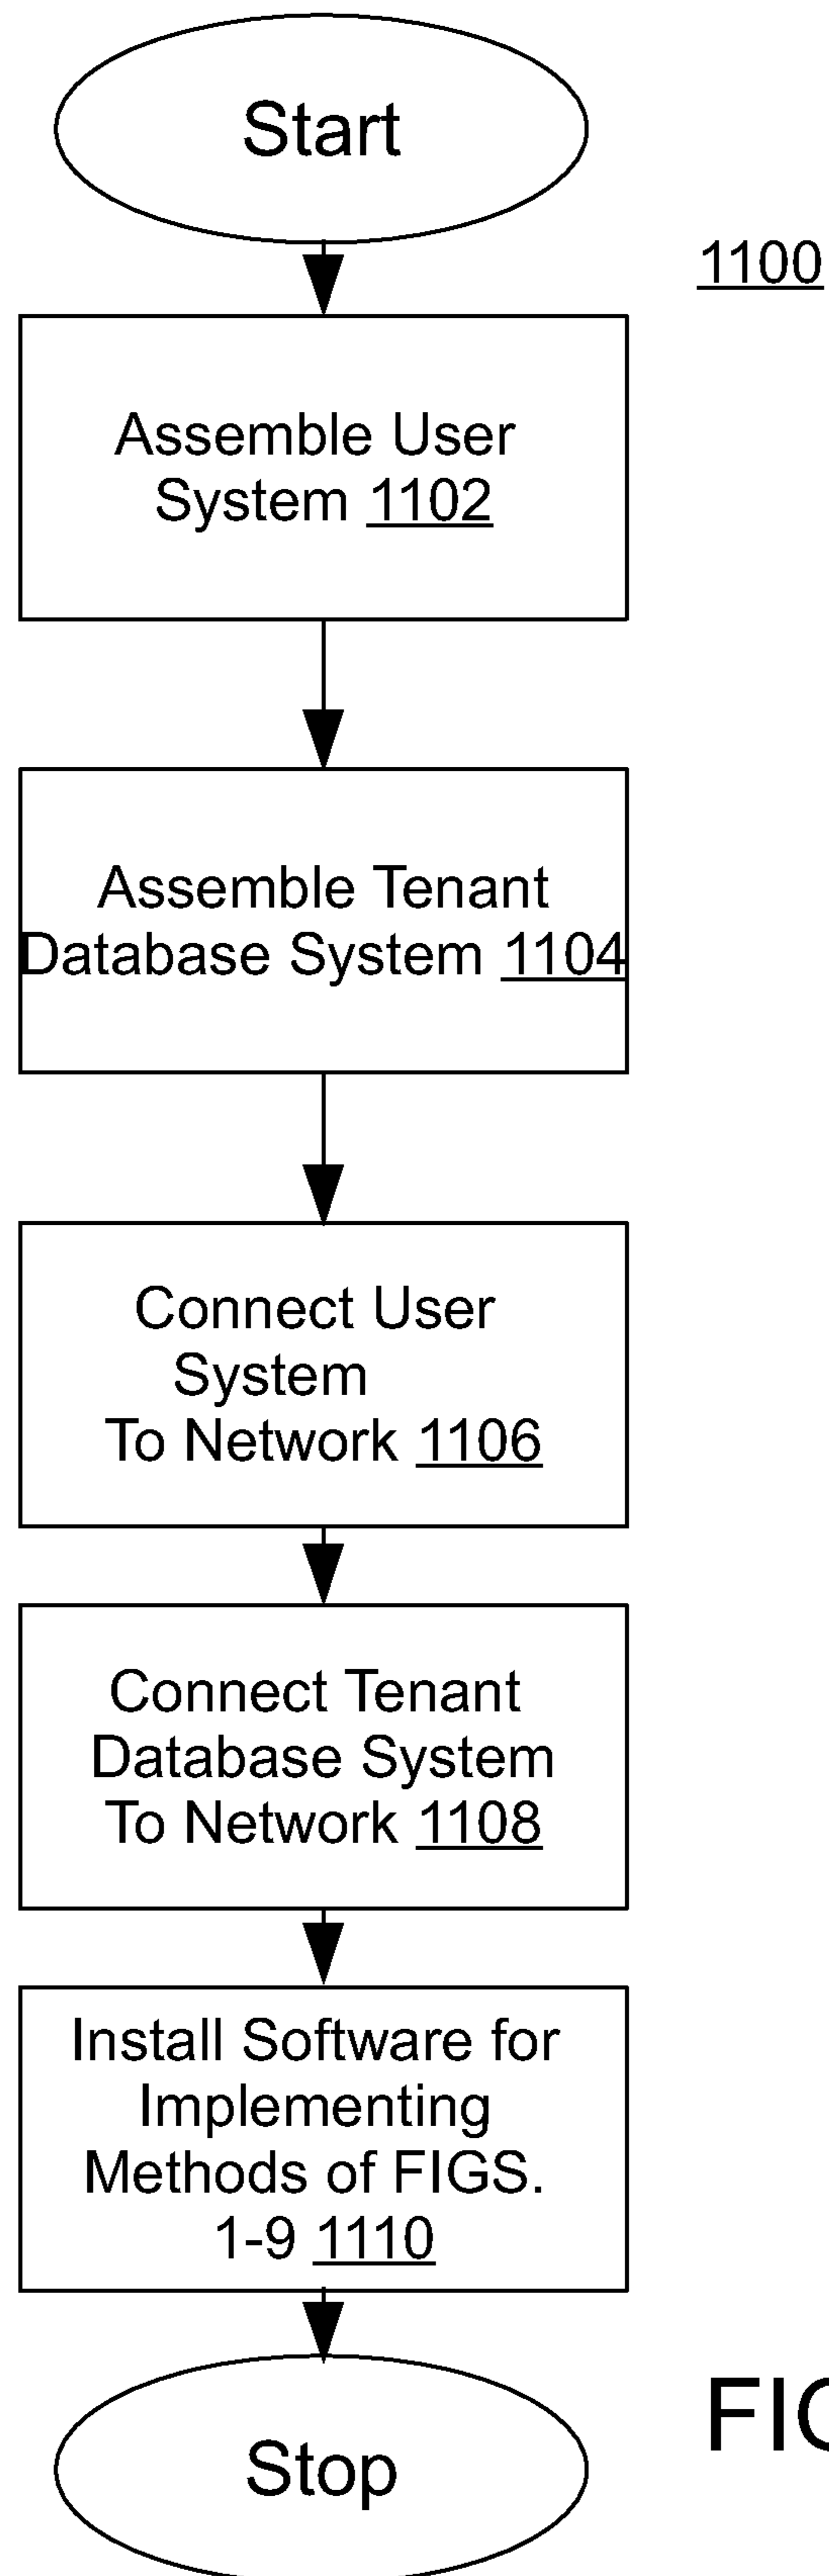 Start
1100
Assemble User
System 1102
Assemble Tenant
Database System 1104
Connect User
System
To Network 1106
Connect Tenant
Database System
To Network 1108
Install Software for
Implementing
Methods of FIGS.
1-9 1110
Stop